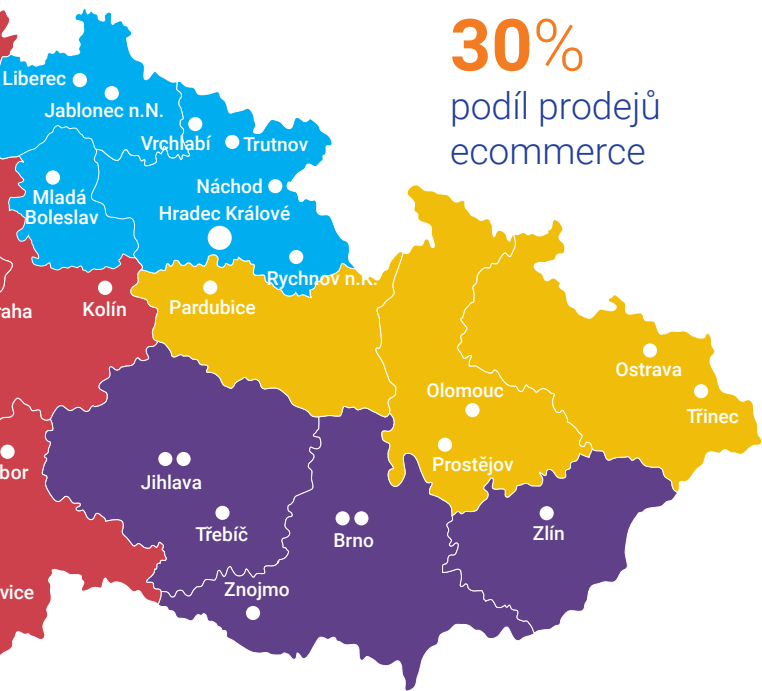 30%
podíl prodejů
ecommerce
Liberec
Jablonec n.N.
Vrchlabí
Trutnov
Náchod
Mladá
Boleslav
Hradec Králové
Rychnov n.K.
Kolín
Pardubice
raha
Ostrava
Olomouc
Třinec
Prostějov
bor
Jihlava
Třebíč
Brno
Zlín
Znojmo
vice